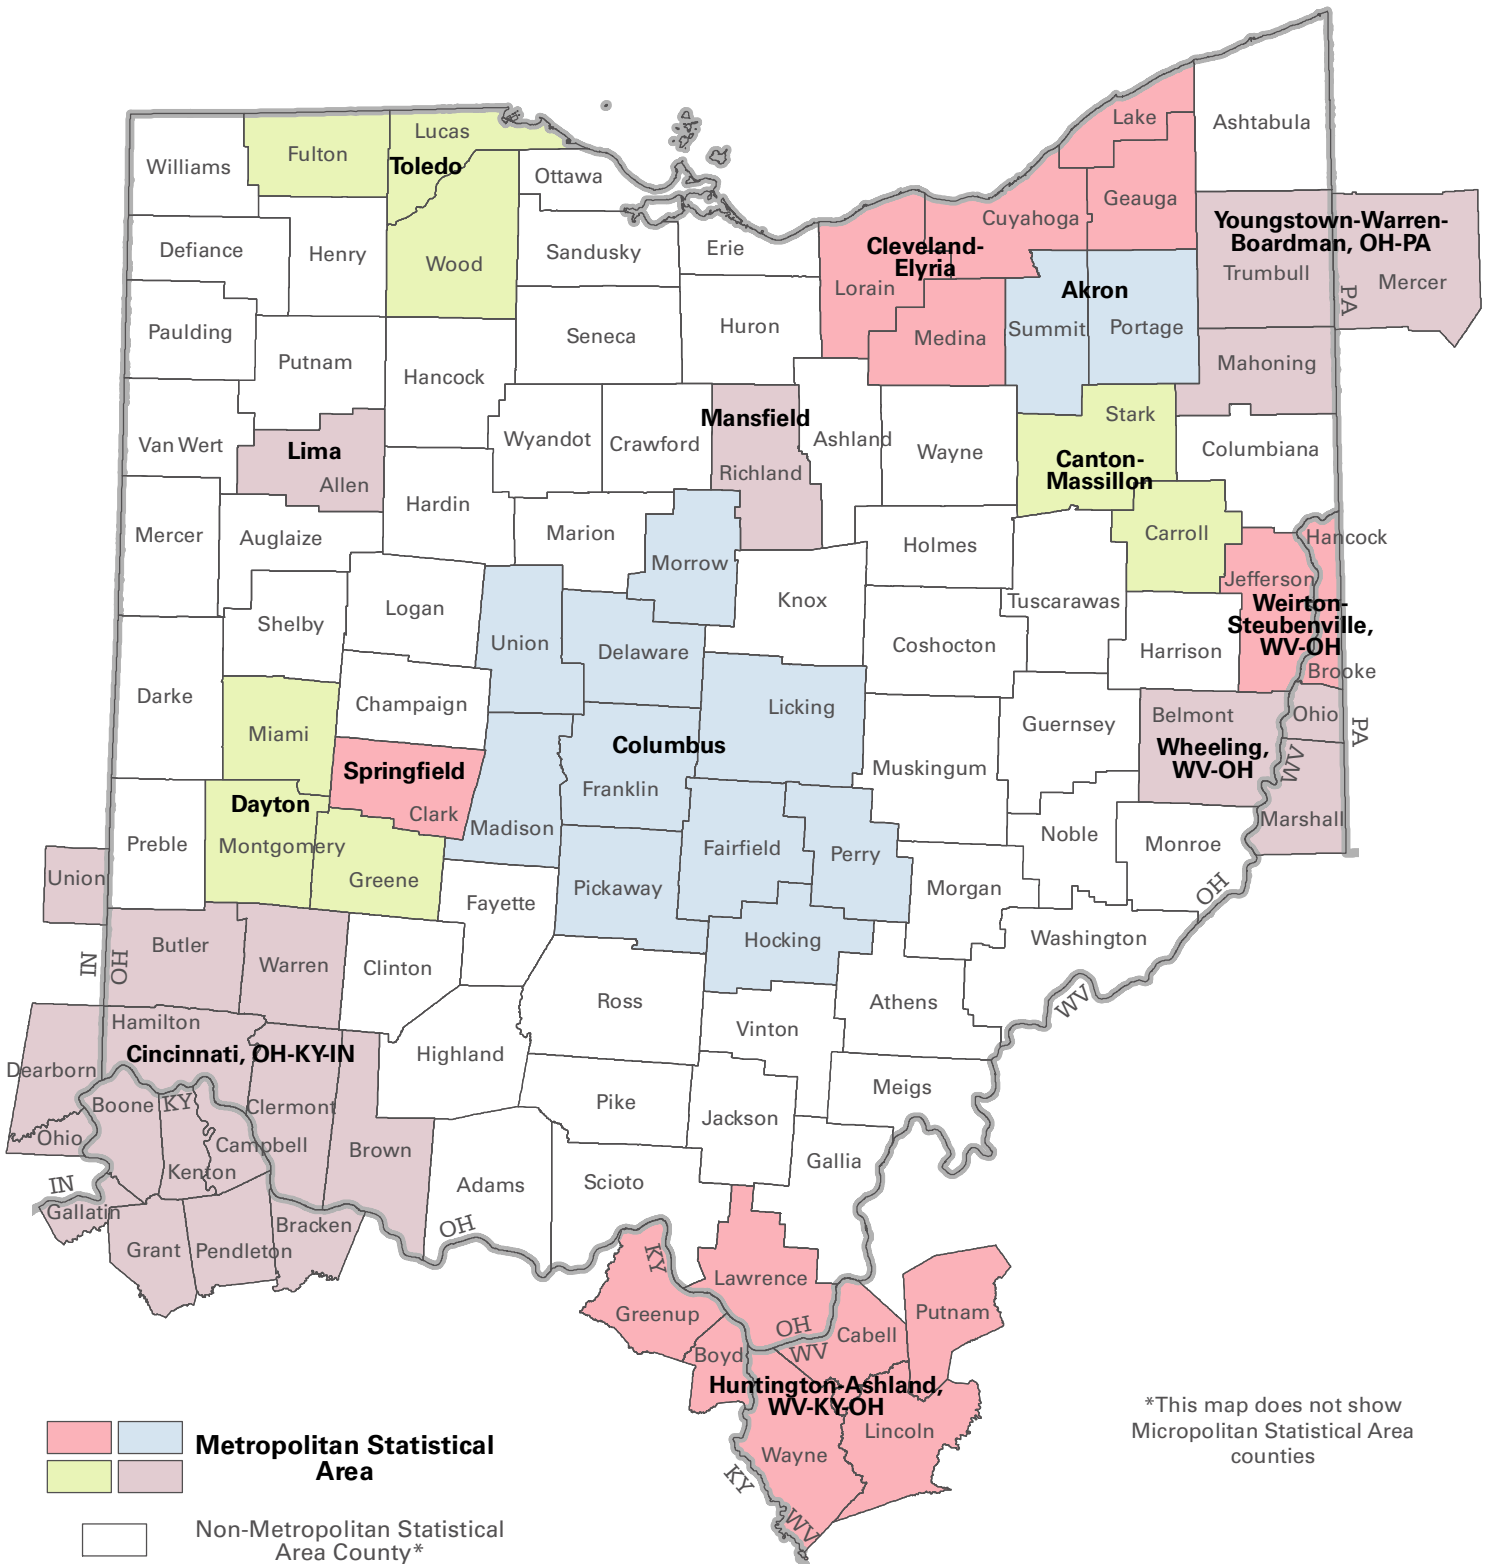 Lake
Ashtabula
Lucas
Fulton
Toledo
Williams
Ottawa
Geauga
Cuyahoga
Youngstown-Warren-
Boardman, OH-PA
Trumbull
Mercer
PA
Defiance
Henry
Wood
Sandusky
Erie
Cleveland-
Elyria
Lorain
Akron
Paulding
Putnam
Seneca
Huron
Medina
Summit
Portage
Mahoning
Hancock
Van Wert
Lima
Allen
Wyandot
Crawford
Mansfield
Richland
Ashland
Wayne
Stark
Canton-
Massillon
Columbiana
Mercer
Auglaize
Hardin
Marion
Morrow
Holmes
Carroll
Hancock
Jefferson
Weirton-
Steubenville,
WV-OH
Brooke
Shelby
Logan
Union
Delaware
Knox
Coshocton
Tuscarawas
Harrison
Darke
Miami
Champaign
Licking
Guernsey
Belmont
Ohio
PA
Wheeling,
WV-OH
WV
Columbus
Franklin
Muskingum
Springfield
Clark
Dayton
Montgomery
Madison
Preble
Greene
Fairfield
Perry
Noble
Monroe
Marshall
Union
Fayette
Pickaway
Morgan
OH
Butler
Warren
Clinton
Hocking
Washington
IN
OH
Ross
Athens
WV
Vinton
Hamilton
Cincinnati, OH-KY-IN
Dearborn
Highland
Meigs
Boone
KY
Clermont
Pike
Jackson
Ohio
Campbell
Brown
Kenton
Gallia
IN
Adams
Scioto
Gallatin
Bracken
OH
Grant
Pendleton
KY
Lawrence
Greenup
Putnam
OH
Cabell
WV
Boyd
Huntington-Ashland,
WV-KY-OH
Lincoln
Wayne
KY
WV
*This map does not show
Micropolitan Statistical Area
counties
Metropolitan Statistical
Area
Non-Metropolitan Statistical
Area County*